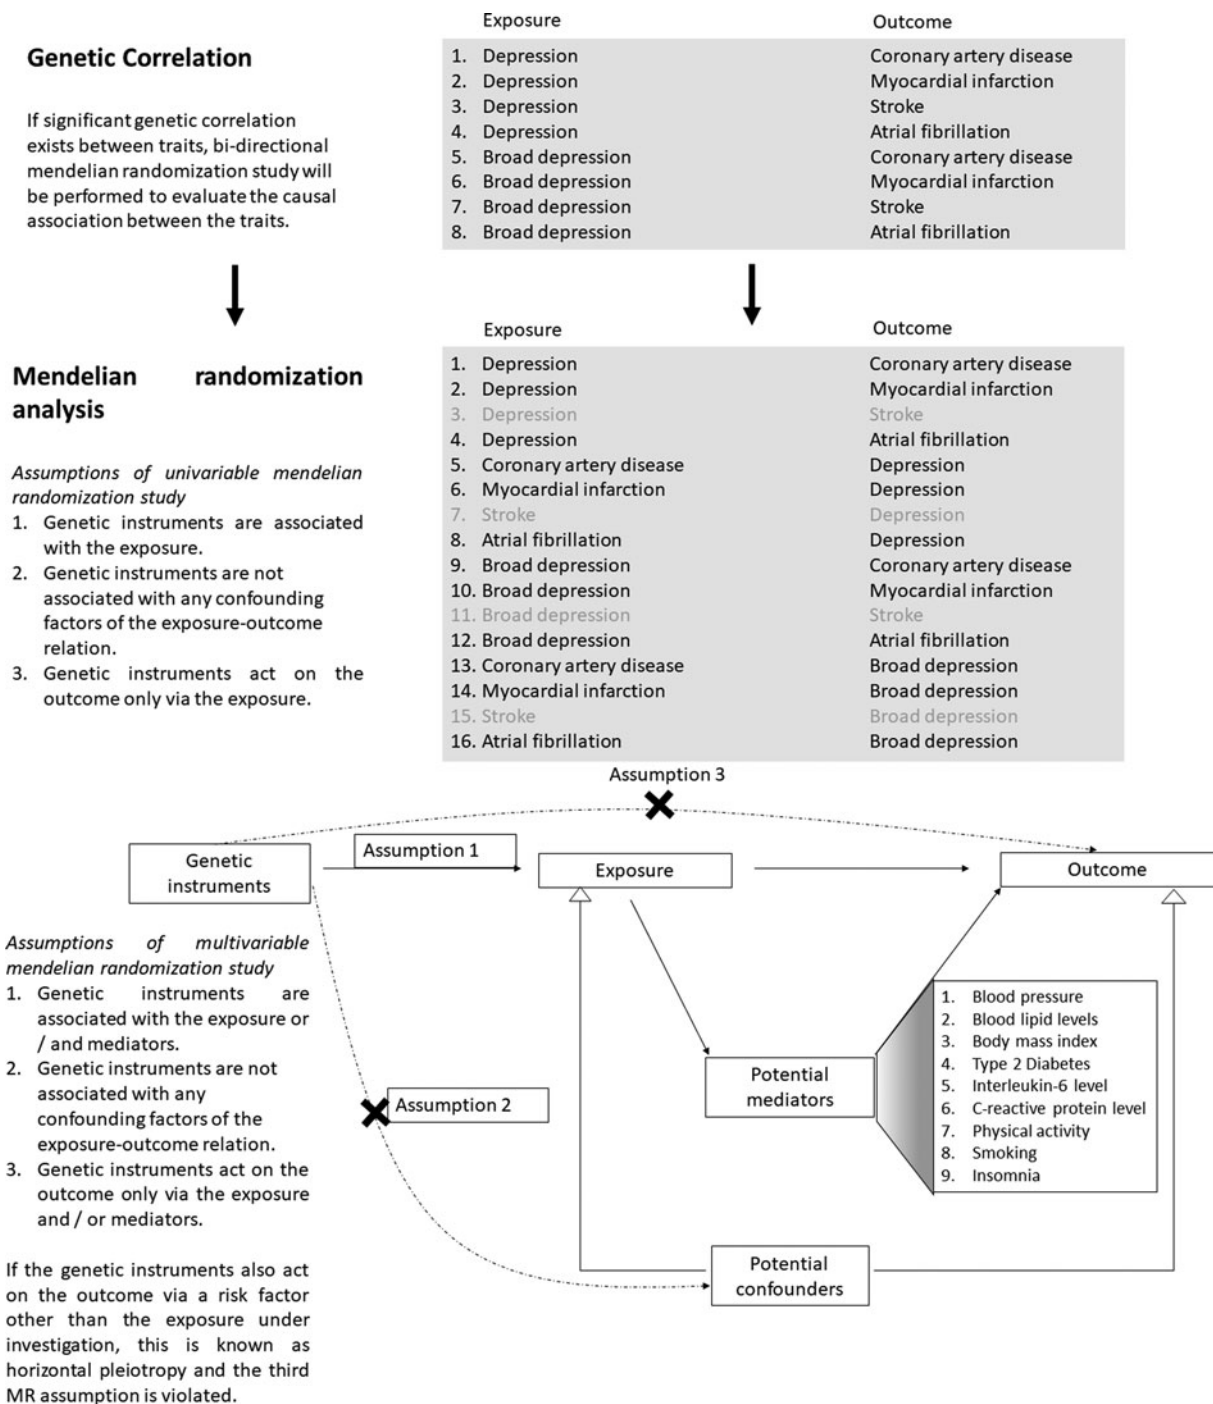 Genetic Correlation
If significant genetic correlation
exists between traits, bi-directional
mendelian randomization study will
be performed to evaluate the causal
association between the traits.
Exposure Outcome
1. Depression Coronary artery disease
2. Depression Myocardial infarction
3. Depression Stroke
4. Depression Atrial fibrillation
5. Broad depression Coronary artery disease
6. Broad depression Myocardial infarction
7. Broad depression Stroke
8. Broad depression Atrial fibrillation
Mendelian randomization
analysis
Assumptions of univariable mendelian
randomization study
1. Genetic instruments are associated
with the exposure.
2. Genetic instruments are not
associated with any confounding
factors of the exposure-outcome
relation.
3. Genetic instruments act on the
outcome only via the exposure.
Exposure Outcome
1. Depression Coronary artery disease
2. Depression Myocardial infarction
3. Depression Stroke
4. Depression Atrial fibrillation
5. Coronary artery disease Depression
6. Myocardial infarction Depression
7. Stroke Depression
8. Atrial fibrillation Depression
9. Broad depression Coronary artery disease
10. Broad depression Myocardial infarction
11. Broad depression Stroke
12. Broad depression Atrial fibrillation
13. Coronary artery disease Broad depression
14. Myocardial infarction Broad depression
15. Stroke Broad depression
16. Atrial fibrillation Broad depression
Assumption 3
Genetic
instruments
Assumption 1
Exposure
Outcome
Assumptions of multivariable
mendelian randomization study
1. Genetic instruments are
associated with the exposure or
/ and mediators.
2. Genetic instruments are not
associated with any
confounding factors of the
exposure-outcome relation.
3. Genetic instruments act on the
outcome only via the exposure
and / or mediators.
If the genetic instruments also act
on the outcome via a risk factor
other than the exposure under
investigation, this is known as
horizontal pleiotropy and the third
MR assumption is violated.
Assumption 2
Potential
mediators
1. Blood pressure
2. Blood lipid levels
3. Body mass index
4. Type 2 Diabetes
5. Interleukin-6 level
6. C-reactive protein level
7. Physical activity
8. Smoking
9. Insomnia
Potential
confounders